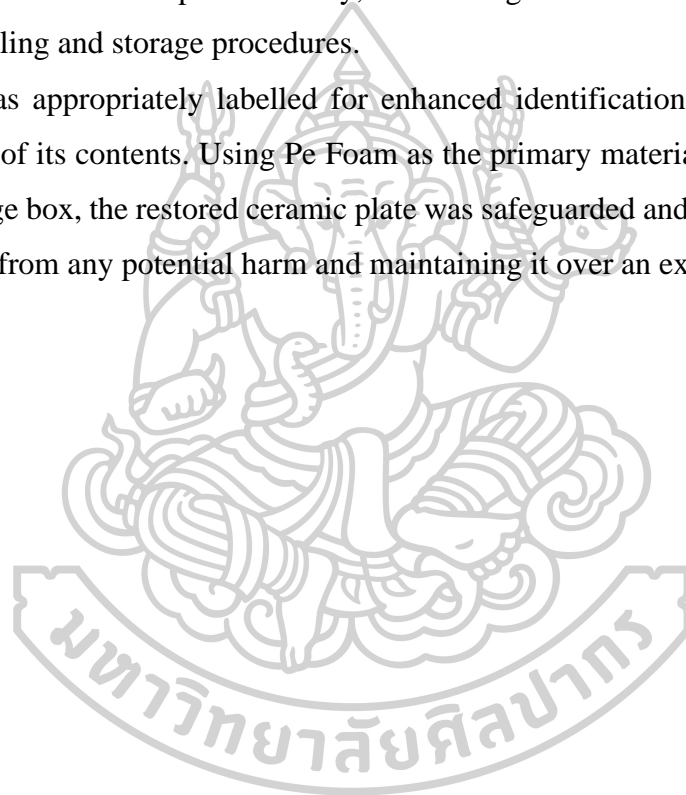 ling and storage procedures.
as appropriately labelled for enhanced identification
of its contents. Using Pe Foam as the primary materia
ge box, the restored ceramic plate was safeguarded and
from any potential harm and maintaining it over an ex
มหาวิทยาลัยศิลปากร